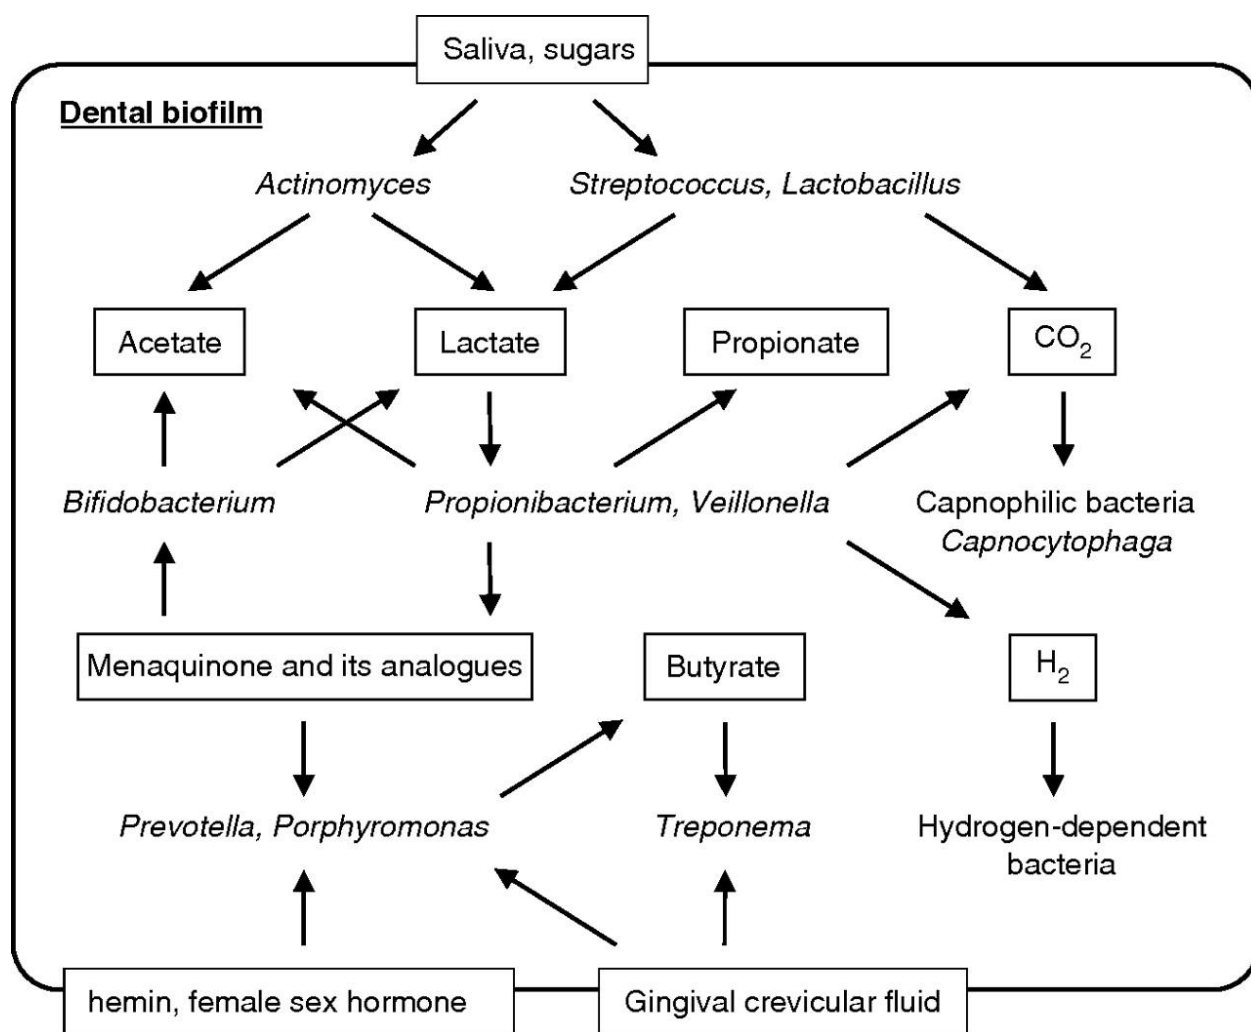 Saliva, sugars
Dental biofilm
Actinomyces
Streptococcus, Lactobacillus
Acetate
Lactate
Propionate
CO₂
Bifidobacterium
Propionibacterium, Veillonella
Capnophilic bacteria
Capnocytophaga
Menaquinone and its analogues
Butyrate
H₂
Prevotella, Porphyromonas
Treponema
Hydrogen-dependent
bacteria
hemin, female sex hormone
Gingival crevicular fluid